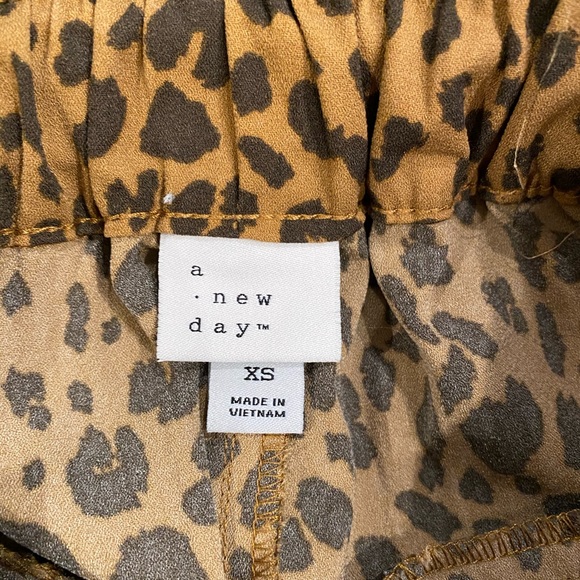 a
· new
day™
XS
MADE IN
VIETNAM